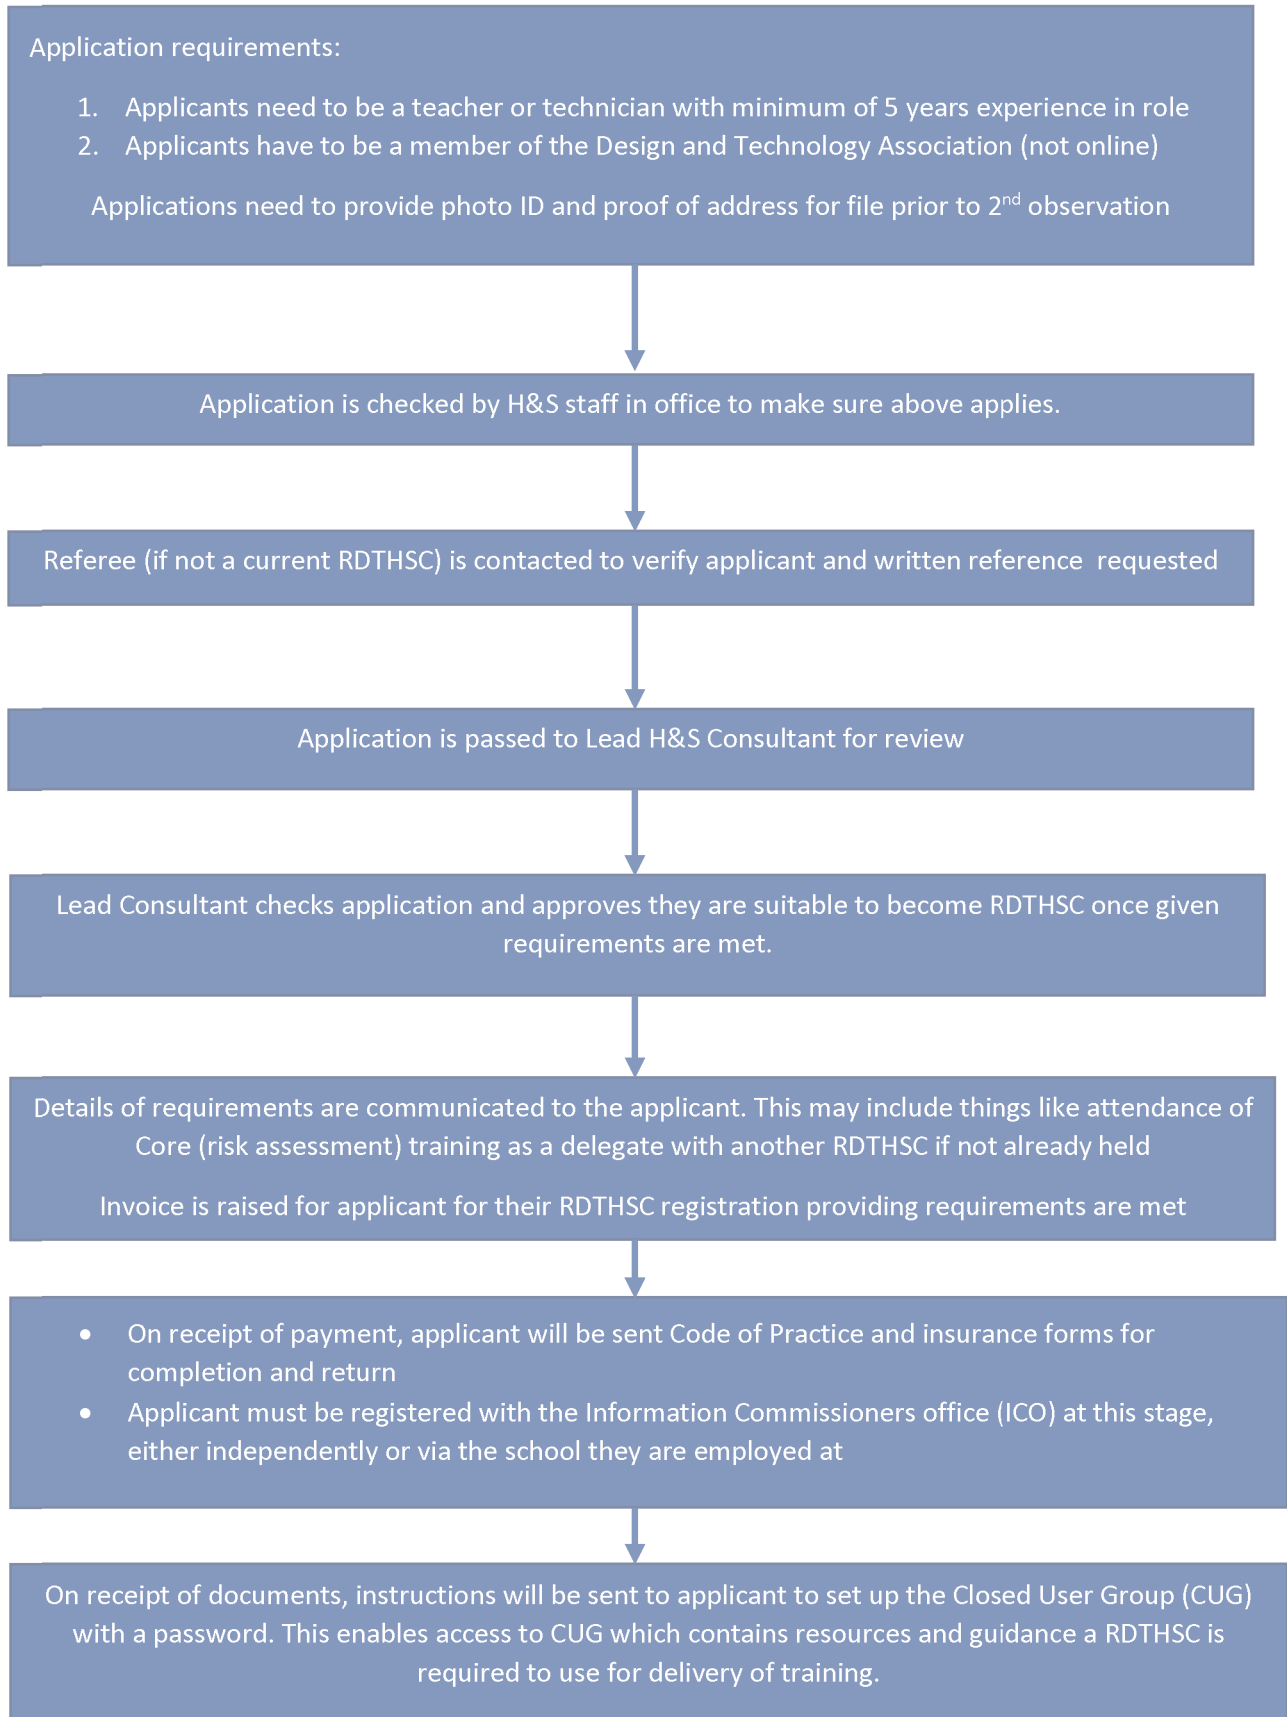 Application requirements:
1. Applicants need to be a teacher or technician with minimum of 5 years experience in role
2. Applicants have to be a member of the Design and Technology Association (not online)
Applications need to provide photo ID and proof of address for file prior to 2nd observation
Application is checked by H&S staff in office to make sure above applies.
Referee (if not a current RDTHSC) is contacted to verify applicant and written reference  requested
Application is passed to Lead H&S Consultant for review
Lead Consultant checks application and approves they are suitable to become RDTHSC once given
requirements are met.
Details of requirements are communicated to the applicant. This may include things like attendance of
Core (risk assessment) training as a delegate with another RDTHSC if not already held
Invoice is raised for applicant for their RDTHSC registration providing requirements are met
• On receipt of payment, applicant will be sent Code of Practice and insurance forms for
completion and return
• Applicant must be registered with the Information Commissioners office (ICO) at this stage,
either independently or via the school they are employed at
On receipt of documents, instructions will be sent to applicant to set up the Closed User Group (CUG)
with a password. This enables access to CUG which contains resources and guidance a RDTHSC is
required to use for delivery of training.